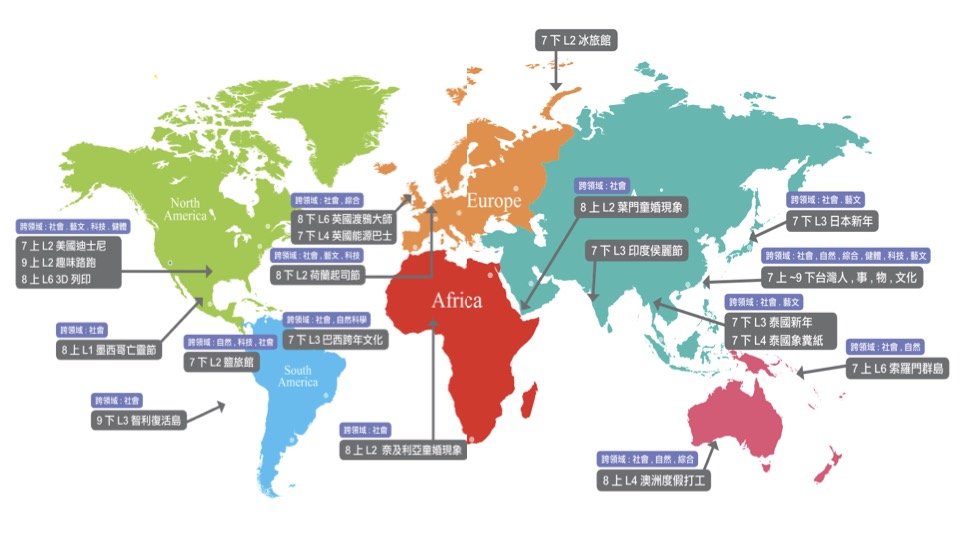 7 下 L2 冰旅館
North
America
Europe
跨領域 : 社會 , 綜合
8 下 L6 英國渡鴉大師
7 下 L4 英國能源巴士
跨領域 : 社會
8 上 L2 葉門童婚現象
跨領域 : 社會 . 藝文
7 下 L3 日本新年
跨領域 : 社會 . 藝文 . 科技 . 健體
7 上 L2 美國迪士尼
9 上 L2 趣味路跑
8 上 L6 3D 列印
跨領域 : 社會 . 藝文 , 科技
8 下 L2 荷蘭起司節
7 下 L3 印度侯麗節
跨領域 : 社會 , 自然 , 綜合 , 健體 , 科技 , 藝文
7 上 ~9 下台灣人 , 事 , 物 , 文化
Africa
跨領域 : 社會 . 藝文
7 下 L3 泰國新年
7 下 L4 泰國象糞紙
跨領域 : 社會
8 上 L1 墨西哥亡靈節
跨領域 : 社會 , 自然科學
7 下 L3 巴西跨年文化
跨領域 : 自然 , 科技 , 社會
7 下 L2 鹽旅館
South
America
跨領域 : 社會 , 自然
7 上 L6 索羅門群島
跨領域 : 社會
9 下 L3 智利復活島
跨領域 : 社會
8 上 L2 奈及利亞童婚現象
跨領域 : 社會 , 自然 , 綜合
8 上 L4 澳洲度假打工